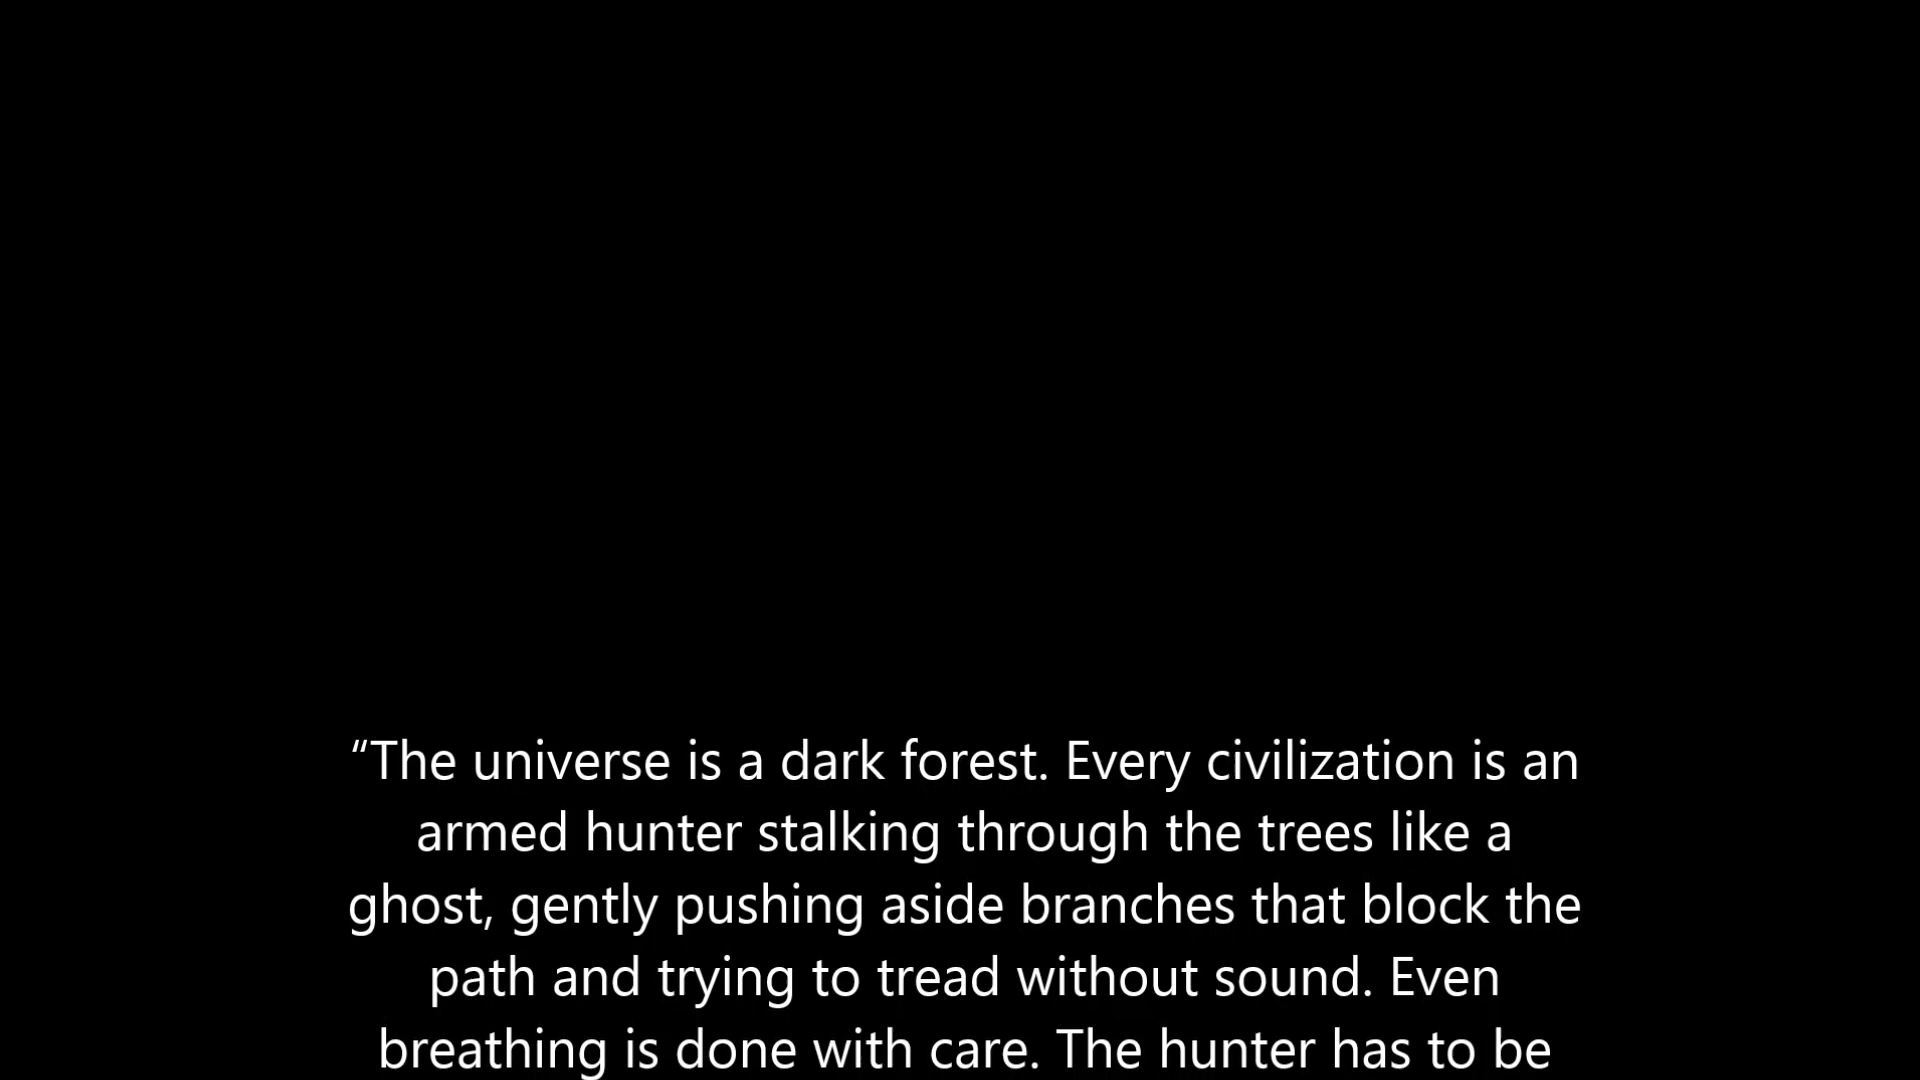 “The universe is a dark forest. Every civilization is an
armed hunter stalking through the trees like a
ghost, gently pushing aside branches that block the
path and trying to tread without sound. Even
breathing is done with care. The hunter has to be